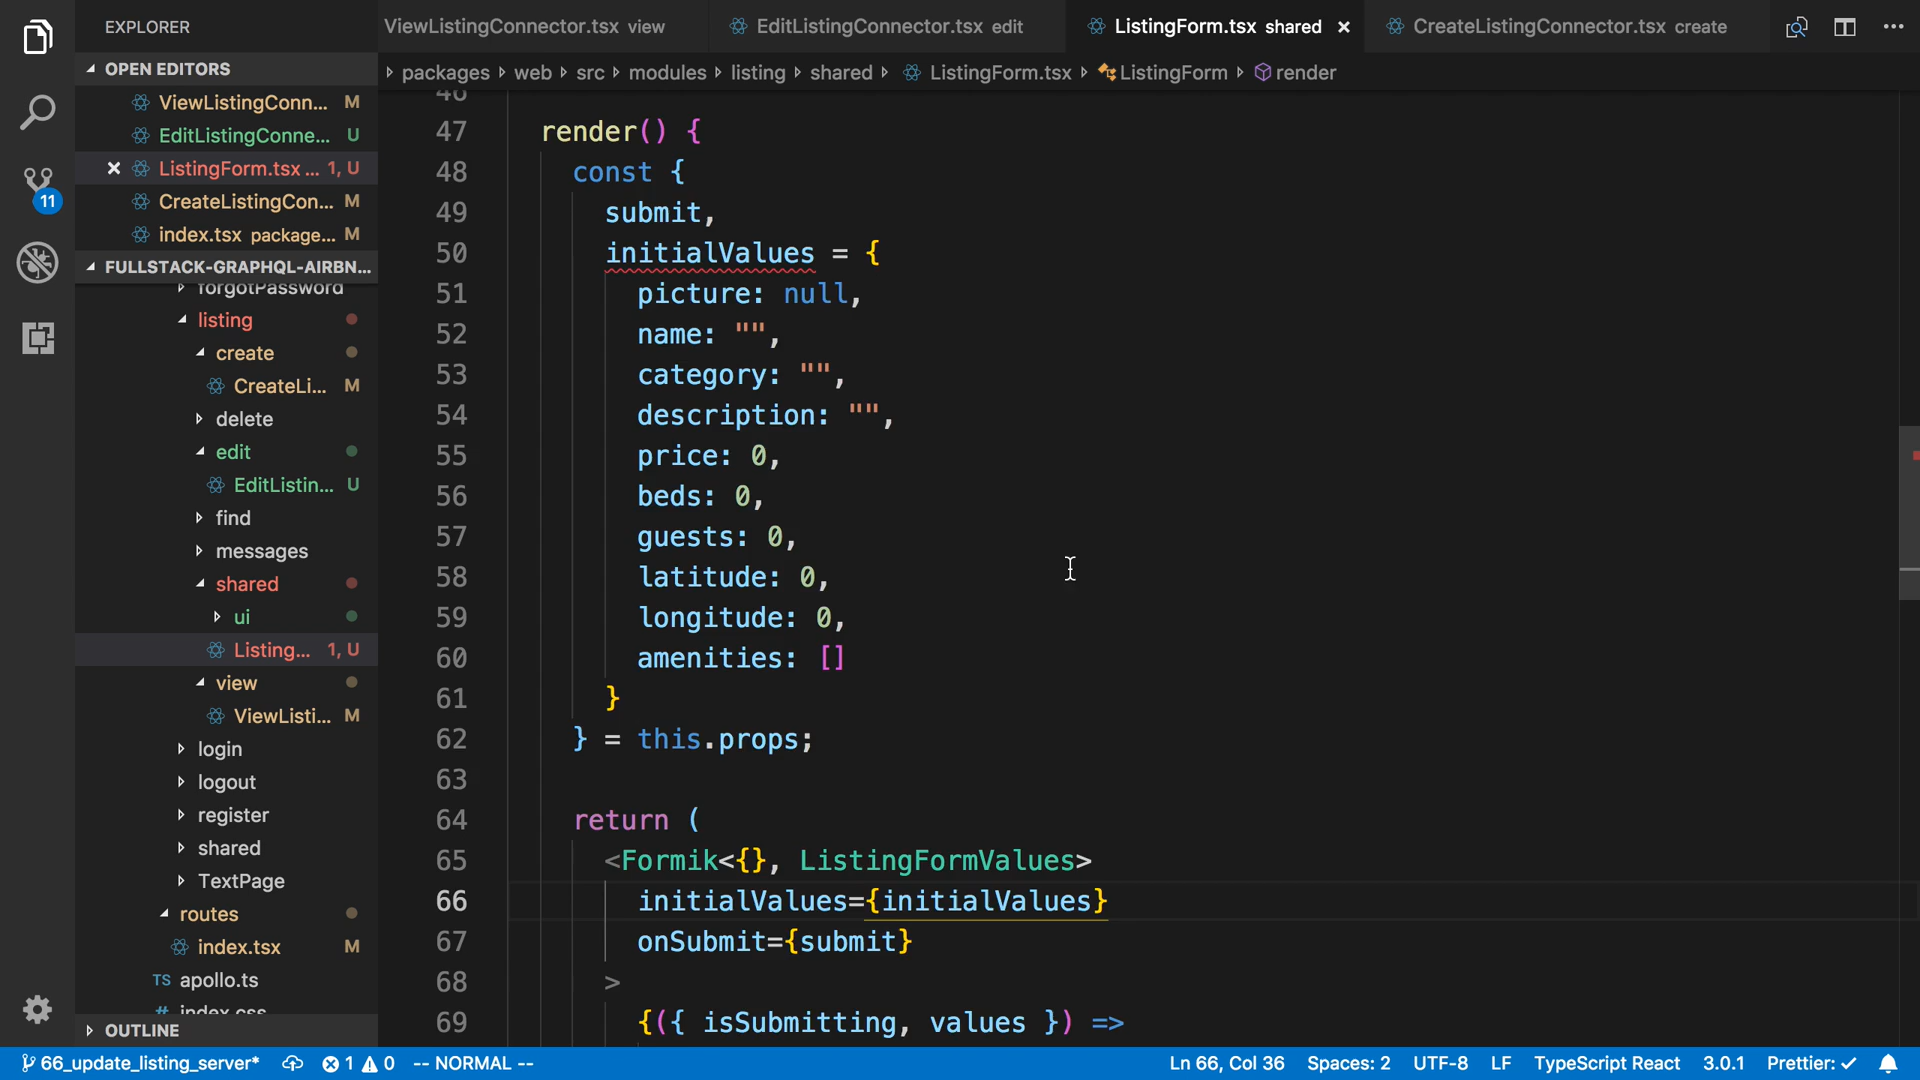 EXPLORER
ViewListingConnector.tsx view
EditListingConnector.tsx edit
ListingForm.tsx shared
CreateListingConnector.tsx create
OPEN EDITORS
packages web src modules listing shared ListingForm.tsx ListingForm render
ViewListingConn... M
EditListingConne... U
ListingForm.tsx ... 1, U
CreateListingCon... M
index.tsx package... M
FULLSTACK-GRAPHQL-AIRBN...
forgotPassword
listing
create
CreateLi... M
delete
edit
EditListin... U
find
messages
shared
ui
Listing... 1, U
view
ViewListi... M
login
logout
register
shared
TextPage
routes
index.tsx M
TS apollo.ts
# index.css
OUTLINE
46
47 render() {
48 const {
49 submit,
50 initialValues = {
51 picture: null,
52 name: "",
53 category: "",
54 description: "",
55 price: 0,
56 beds: 0,
57 guests: 0,
58 latitude: 0,
59 longitude: 0,
60 amenities: []
61 }
62 } = this.props;
63
64 return (
65 <Formik<{}, ListingFormValues>
66 initialValues={initialValues}
67 onSubmit={submit}
68 >
69 {({ isSubmitting, values }) =>
11
66_update_listing_server* 1 0 -- NORMAL -- Ln 66, Col 36 Spaces: 2 UTF-8 LF TypeScript React 3.0.1 Prettier: ✓